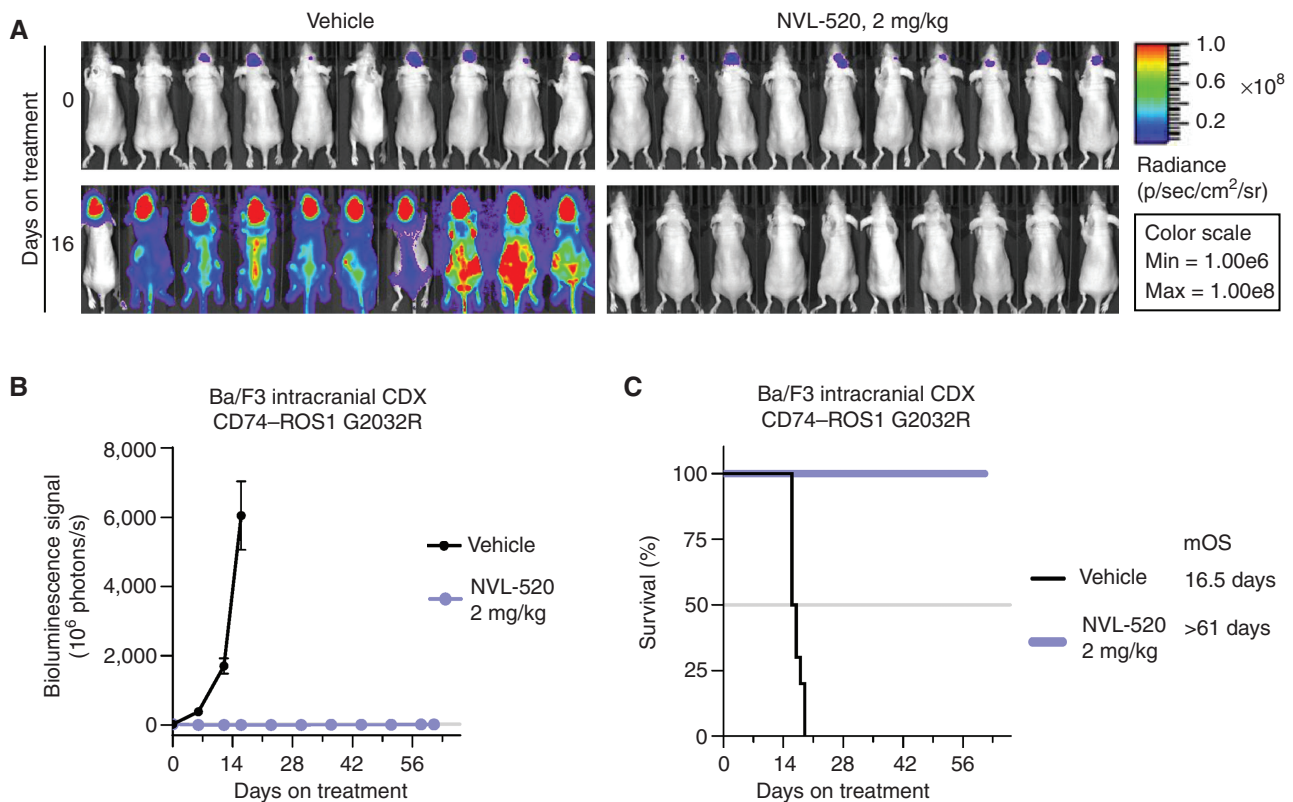 A
Vehicle
NVL-520, 2 mg/kg
Days on treatment
0
16
1.0
0.6
0.2
×10⁸
Radiance
(p/sec/cm²/sr)
Color scale
Min = 1.00e6
Max = 1.00e8
B
Ba/F3 intracranial CDX
CD74–ROS1 G2032R
Bioluminescence signal
(10⁶ photons/s)
8,000
6,000
4,000
2,000
0
0 14 28 42 56
Days on treatment
Vehicle
NVL-520
2 mg/kg
C
Ba/F3 intracranial CDX
CD74–ROS1 G2032R
Survival (%)
100
75
50
25
0
0 14 28 42 56
Days on treatment
mOS
Vehicle 16.5 days
NVL-520 >61 days
2 mg/kg